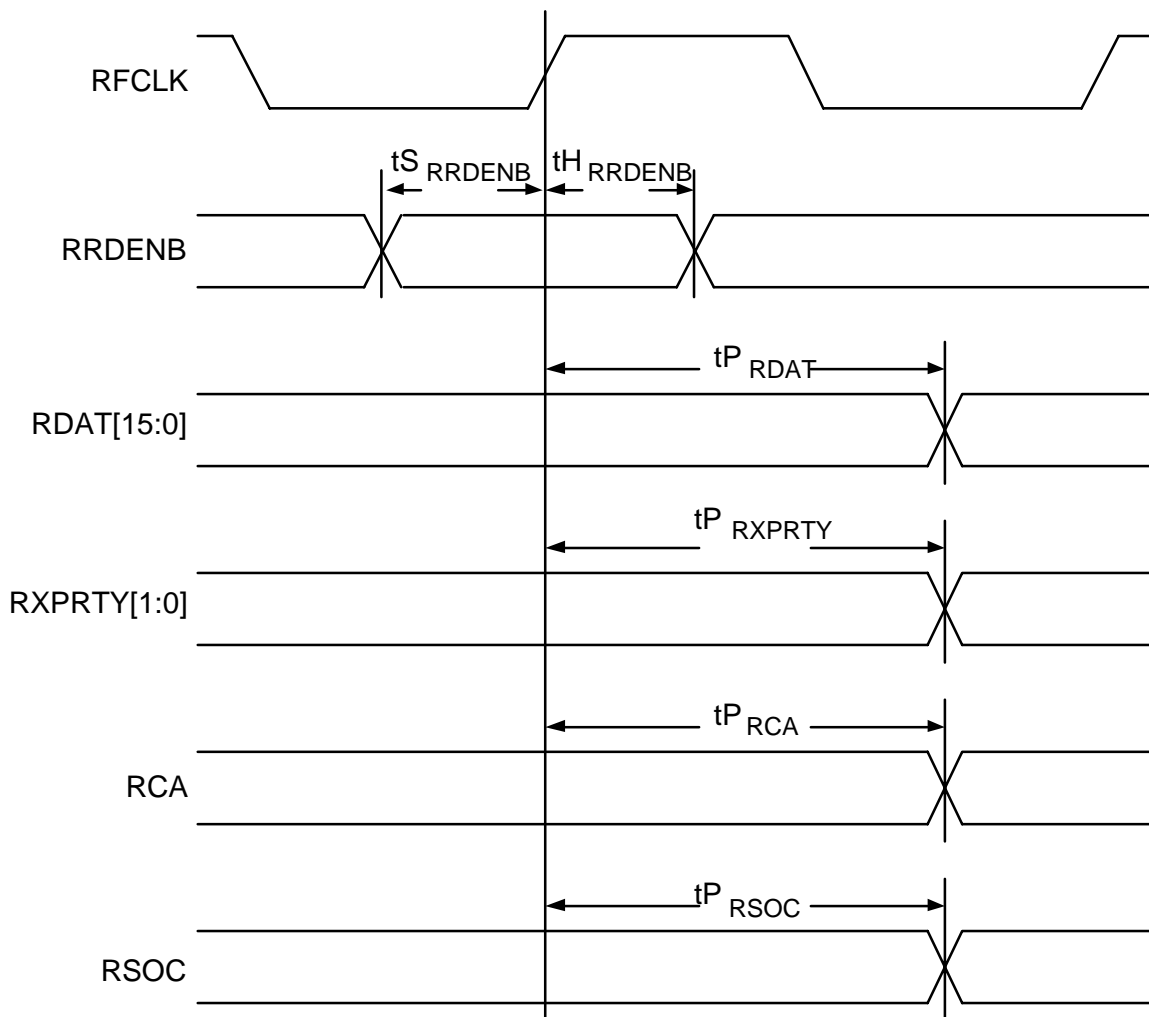 RFCLK
tS RRDENB tH RRDENB
RRDENB
tP RDAT
RDAT[15:0]
tP RXPRTY
RXPRTY[1:0]
tP RCA
RCA
tP RSOC
RSOC